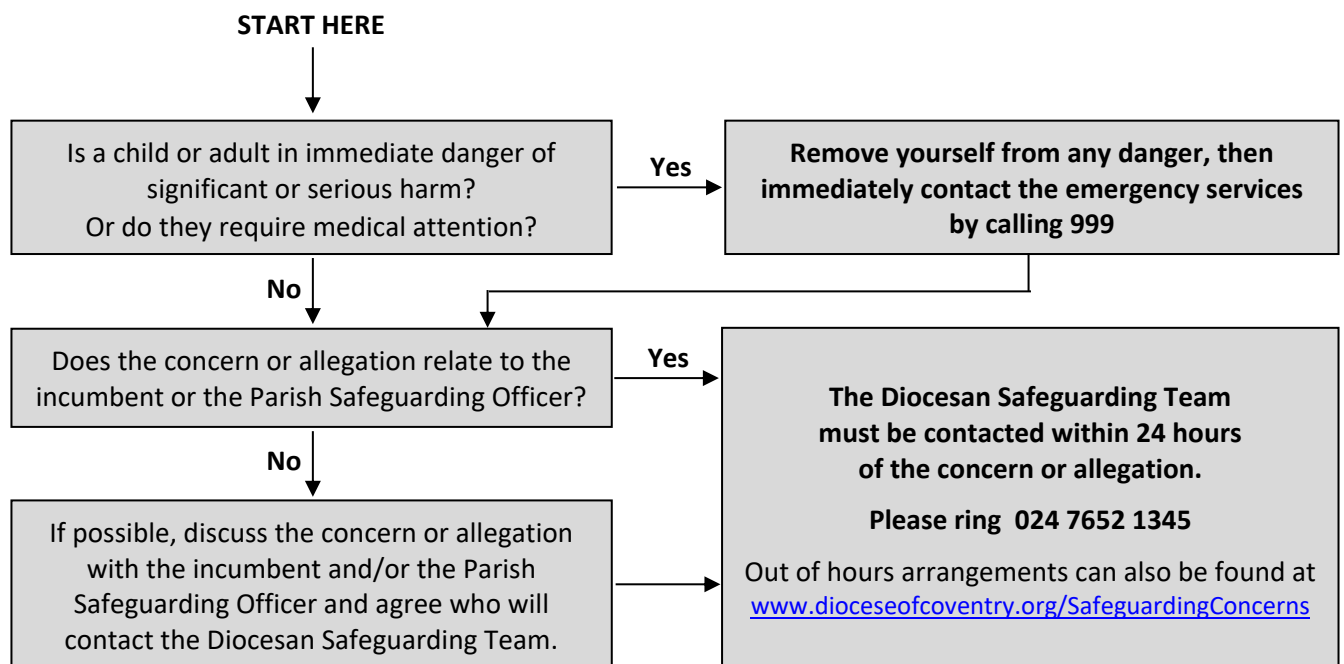 START HERE
Is a child or adult in immediate danger of
significant or serious harm?
Or do they require medical attention?
Yes
Remove yourself from any danger, then
immediately contact the emergency services
by calling 999
No
Does the concern or allegation relate to the
incumbent or the Parish Safeguarding Officer?
Yes
The Diocesan Safeguarding Team
must be contacted within 24 hours
of the concern or allegation.
Please ring 024 7652 1345
Out of hours arrangements can also be found at
www.dioceseofcoventry.org/SafeguardingConcerns
No
If possible, discuss the concern or allegation
with the incumbent and/or the Parish
Safeguarding Officer and agree who will
contact the Diocesan Safeguarding Team.